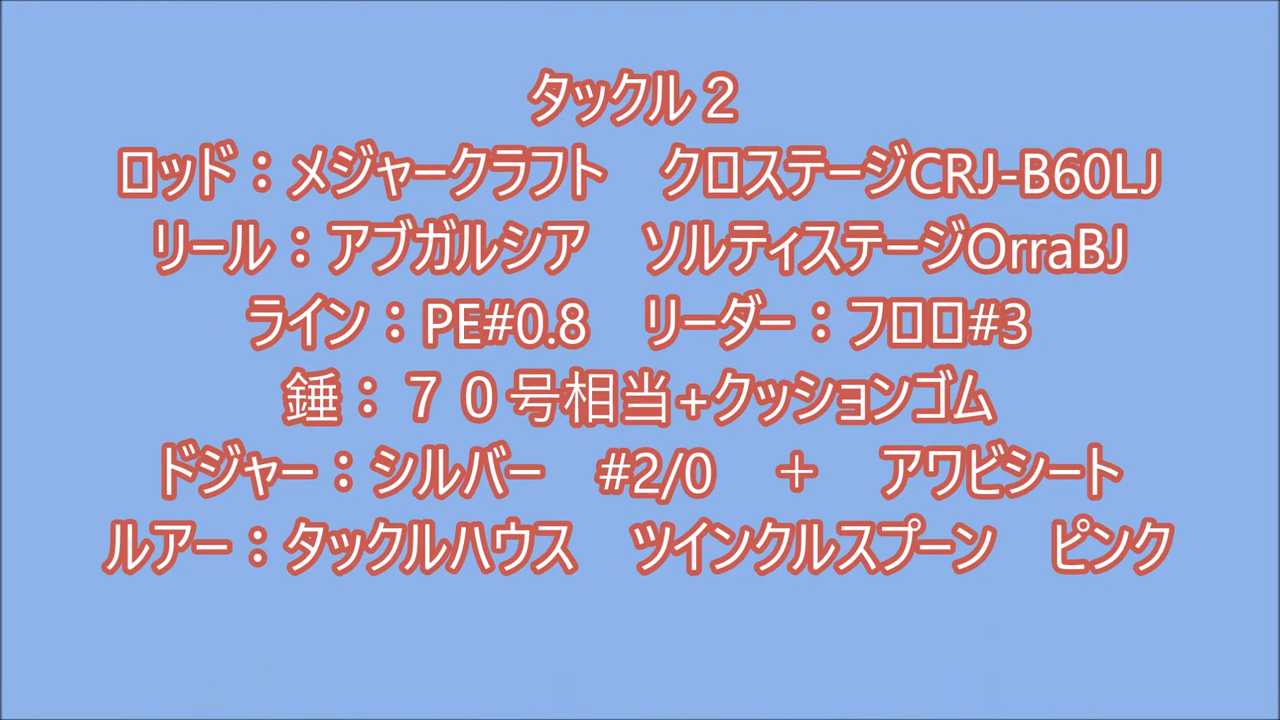 タックル２
ロッド：メジャークラフト　クロステージCRJ-B60LJ
リール：アブガルシア　ソルティステージOrraBJ
ライン：PE#0.8　リーダー：フロロ#3
錘：７０号相当+クッションゴム
ドジャー：シルバー　#2/0　＋　アワビシート
ルアー：タックルハウス　ツインクルスプーン　ピンク